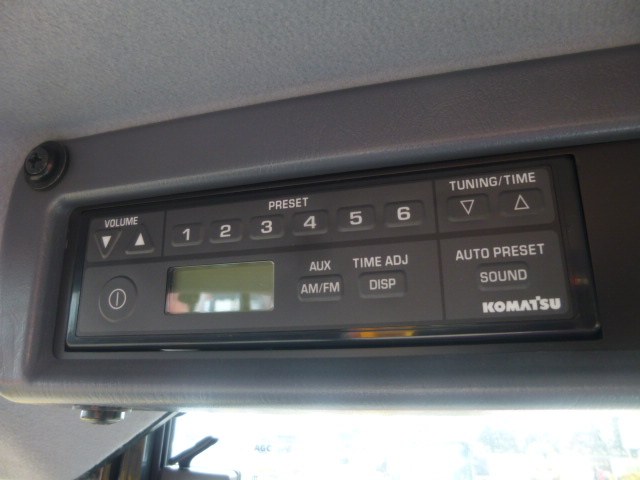 VOLUME
PRESET
TUNING/TIME
1 2 3 4 5 6
AUX
TIME ADJ
AUTO PRESET
AM/FM
DISP
SOUND
KOMATSU
AGC